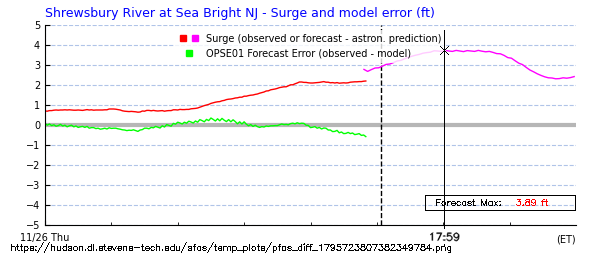 Shrewsbury River at Sea Bright NJ - Surge and model error (ft)
Surge (observed or forecast - astron. prediction)
OPSE01 Forecast Error (observed - model)
5
4
3
2
1
0
−1
−2
−3
−4
−5
Forecast Max: 3.89 ft
11/26 Thu
17:59
(ET)
https://hudson.dl.stevens-tech.edu/sfas/temp_plots/pfas_diff_1795723807382349784.png